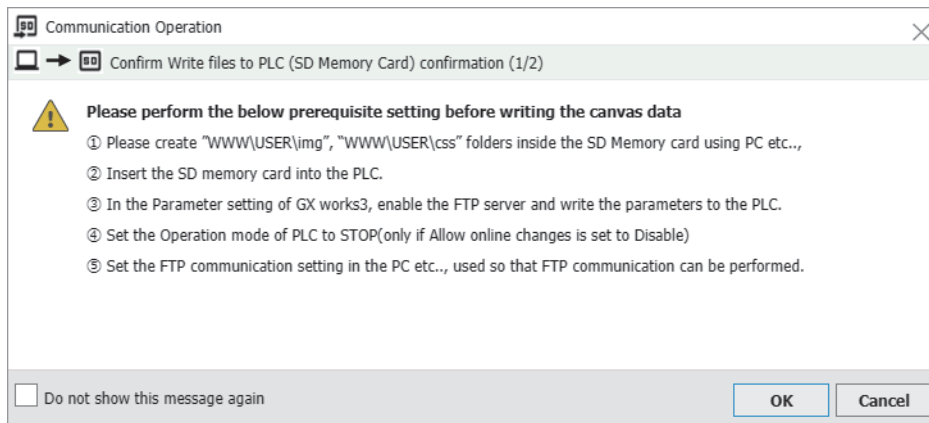 Communication Operation
Confirm Write files to PLC (SD Memory Card) confirmation (1/2)
Please perform the below prerequisite setting before writing the canvas data
① Please create "WWW\USER\img", "WWW\USER\css" folders inside the SD Memory card using PC etc..,
② Insert the SD memory card into the PLC.
③ In the Parameter setting of GX works3, enable the FTP server and write the parameters to the PLC.
④ Set the Operation mode of PLC to STOP(only if Allow online changes is set to Disable)
⑤ Set the FTP communication setting in the PC etc.., used so that FTP communication can be performed.
Do not show this message again
OK
Cancel